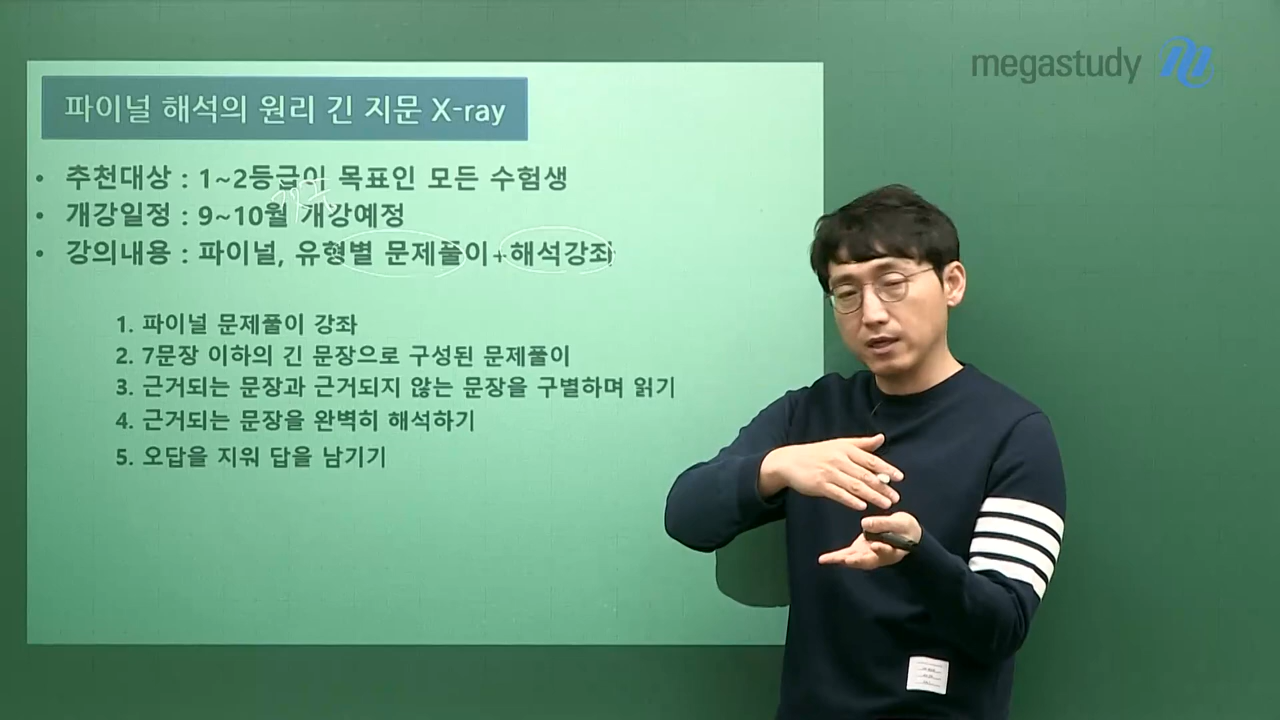 megastudy
파이널 해석의 원리 긴 지문 X-ray
• 추천대상 : 1~2등급이 목표인 모든 수험생
• 개강일정 : 9~10월 개강예정
• 강의내용 : 파이널, 유형별 문제풀이+해석강좌
1. 파이널 문제풀이 강좌
2. 7문장 이하의 긴 문장으로 구성된 문제풀이
3. 근거되는 문장과 근거되지 않는 문장을 구별하며 읽기
4. 근거되는 문장을 완벽히 해석하기
5. 오답을 지워 답을 남기기